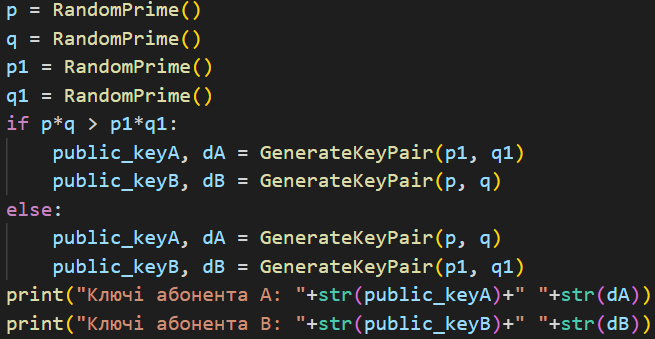 p = RandomPrime()
q = RandomPrime()
p1 = RandomPrime()
q1 = RandomPrime()
if p*q > p1*q1:
    public_keyA, dA = GenerateKeyPair(p1, q1)
    public_keyB, dB = GenerateKeyPair(p, q)
else:
    public_keyA, dA = GenerateKeyPair(p, q)
    public_keyB, dB = GenerateKeyPair(p1, q1)
print("Ключі абонента A: "+str(public_keyA)+" "+str(dA))
print("Ключі абонента B: "+str(public_keyB)+" "+str(dB))